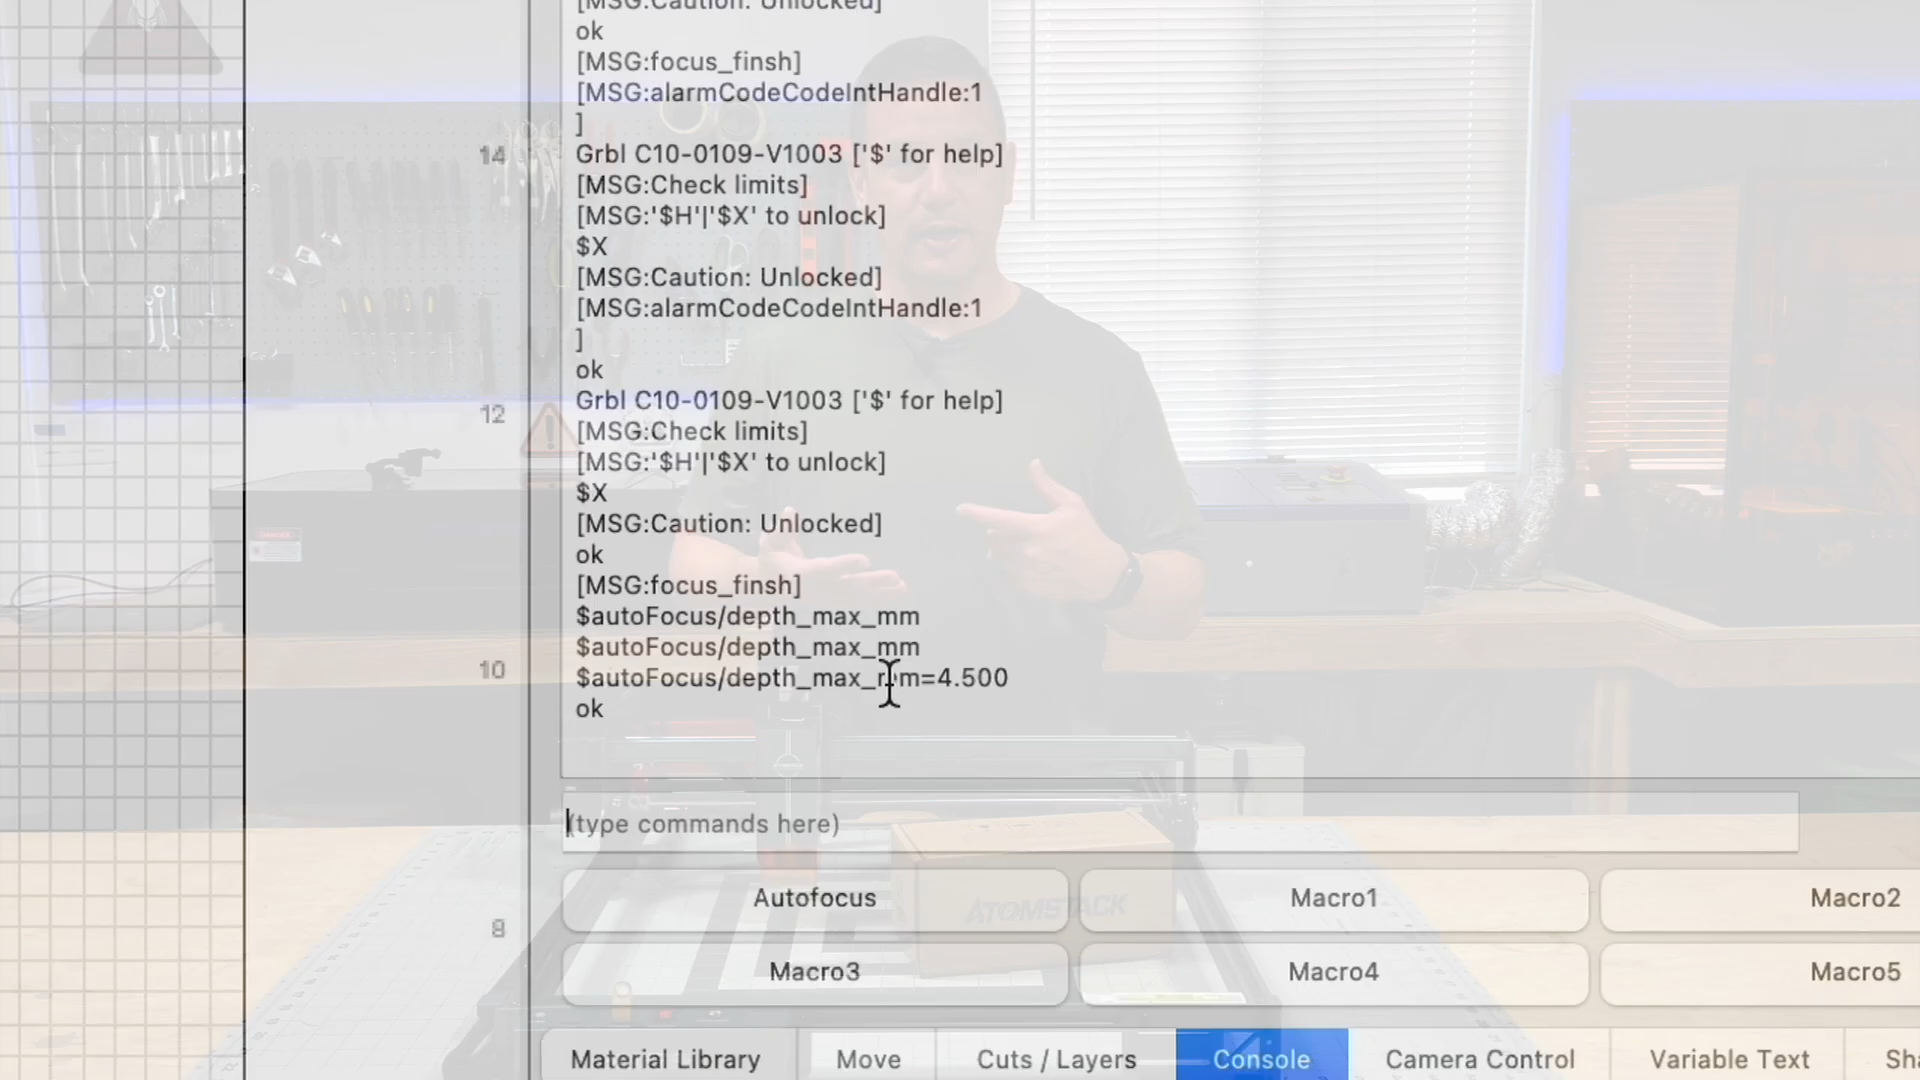 [MSG:Caution: Unlocked]
ok
[MSG:focus_finsh]
[MSG:alarmCodeCodeIntHandle:1
]
Grbl C10-0109-V1003 ['$' for help]
[MSG:Check limits]
[MSG:'$H'|'$X' to unlock]
$X
[MSG:Caution: Unlocked]
[MSG:alarmCodeCodeIntHandle:1
]
ok
Grbl C10-0109-V1003 ['$' for help]
[MSG:Check limits]
[MSG:'$H'|'$X' to unlock]
$X
[MSG:Caution: Unlocked]
ok
[MSG:focus_finsh]
$autoFocus/depth_max_mm
$autoFocus/depth_max_mm
$autoFocus/depth_max_mm=4.500
ok
14
12
10
8
(type commands here)
Autofocus
Macro1
Macro2
ATOMSTACK
Macro3
Macro4
Macro5
Material Library
Move
Cuts / Layers
Console
Camera Control
Variable Text
DANGER